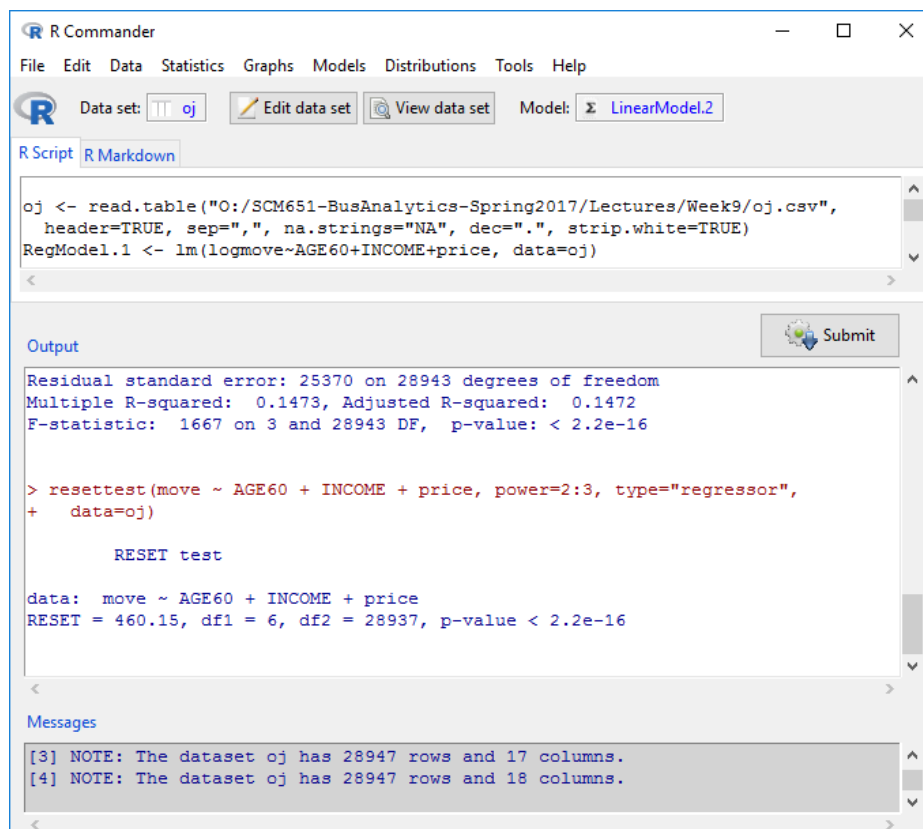 R Commander
File Edit Data Statistics Graphs Models Distributions Tools Help
R Data set: oj Edit data set View data set Model: Σ LinearModel.2
R Script R Markdown
oj <- read.table("O:/SCM651-BusAnalytics-Spring2017/Lectures/Week9/oj.csv",
  header=TRUE, sep=",", na.strings="NA", dec=".", strip.white=TRUE)
RegModel.1 <- lm(logmove~AGE60+INCOME+price, data=oj)
Submit
Output
Residual standard error: 25370 on 28943 degrees of freedom
Multiple R-squared:  0.1473, Adjusted R-squared:  0.1472
F-statistic:  1667 on 3 and 28943 DF,  p-value: < 2.2e-16
> resettest(move ~ AGE60 + INCOME + price, power=2:3, type="regressor",
+   data=oj)
        RESET test
data:  move ~ AGE60 + INCOME + price
RESET = 460.15, df1 = 6, df2 = 28937, p-value < 2.2e-16
Messages
[3] NOTE: The dataset oj has 28947 rows and 17 columns.
[4] NOTE: The dataset oj has 28947 rows and 18 columns.